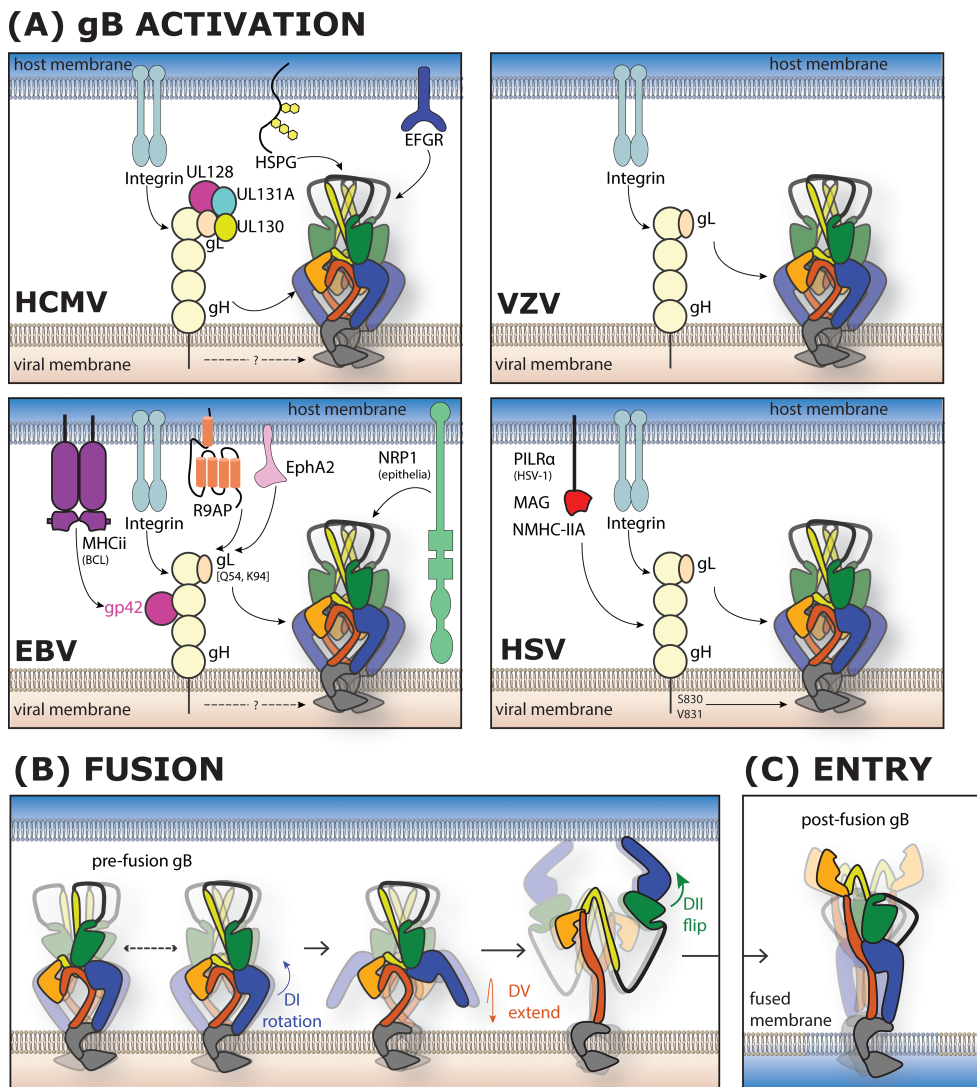 (A) gB ACTIVATION
host membrane
HSPG
EFGR
Integrin
UL128
UL131A
UL130
gL
gH
HCMV
viral membrane
?
host membrane
Integrin
gL
gH
VZV
viral membrane
host membrane
MHCii
(BCL)
Integrin
R9AP
EphA2
NRP1
(epithelia)
gL
[Q54, K94]
gp42
gH
EBV
viral membrane
?
host membrane
PILRα
(HSV-1)
MAG
NMHC-IIA
Integrin
gL
gH
HSV
viral membrane
S830
V831
(B) FUSION
pre-fusion gB
DI
rotation
DV
extend
DII
flip
(C) ENTRY
post-fusion gB
fused
membrane